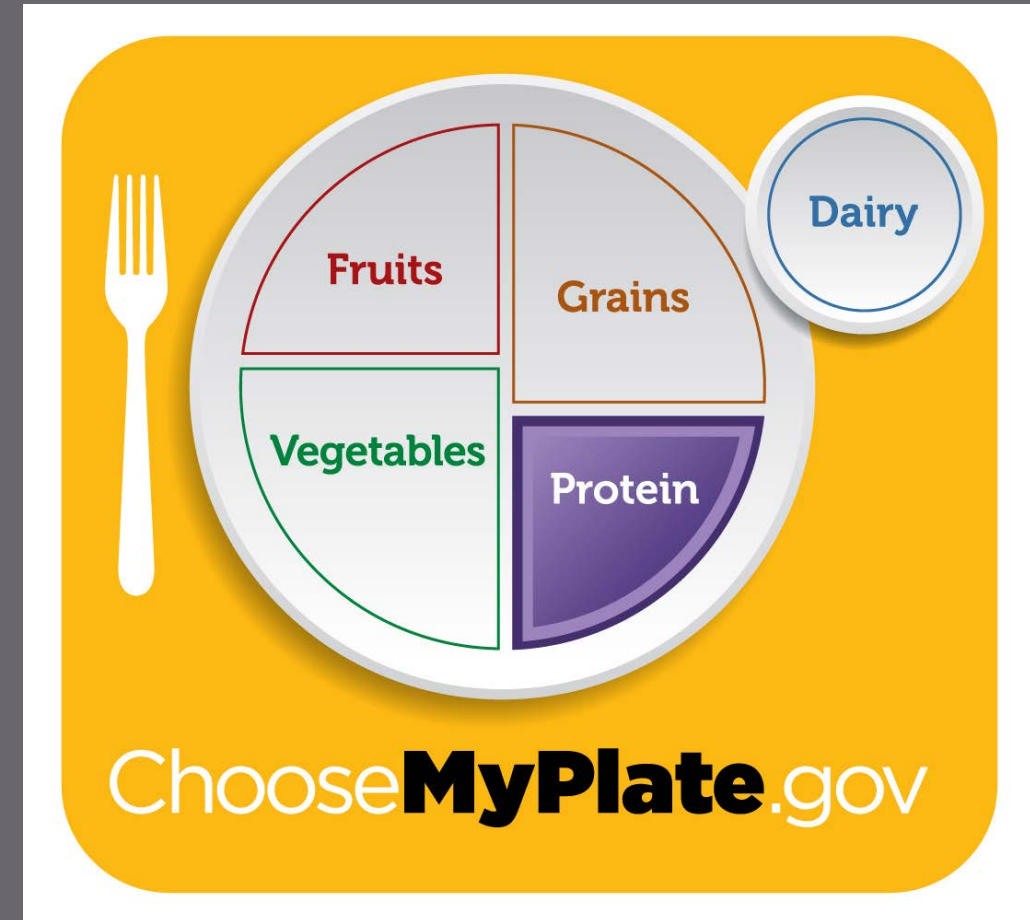 Fruits
Grains
Dairy
Vegetables
Protein
ChooseMyPlate.gov